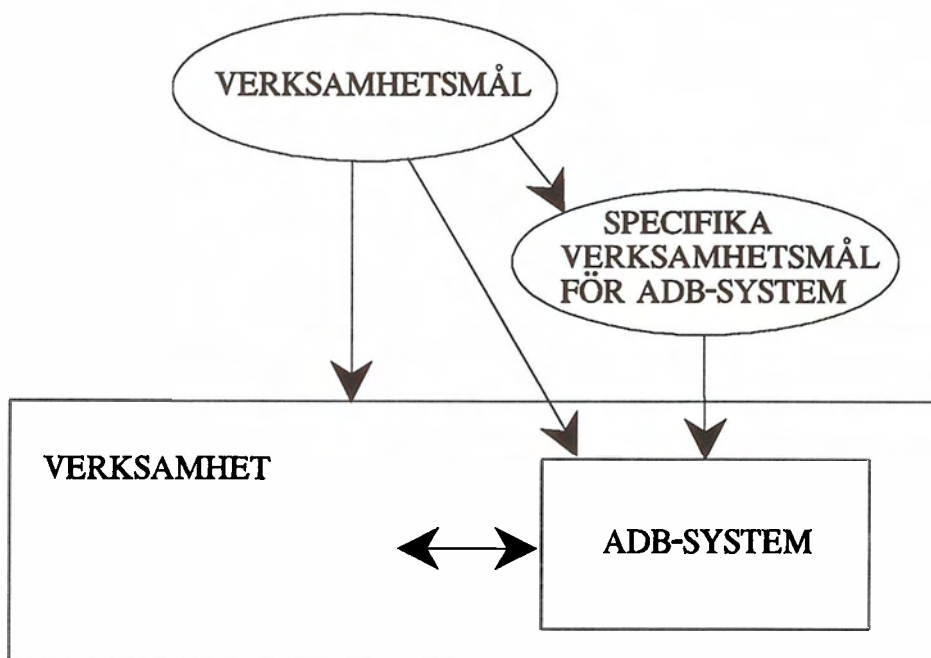 VERKSAMHETSMÅL
SPECIFIKA
VERKSAMHETSMÅL
FÖR ADB-SYSTEM
VERKSAMHET
ADB-SYSTEM